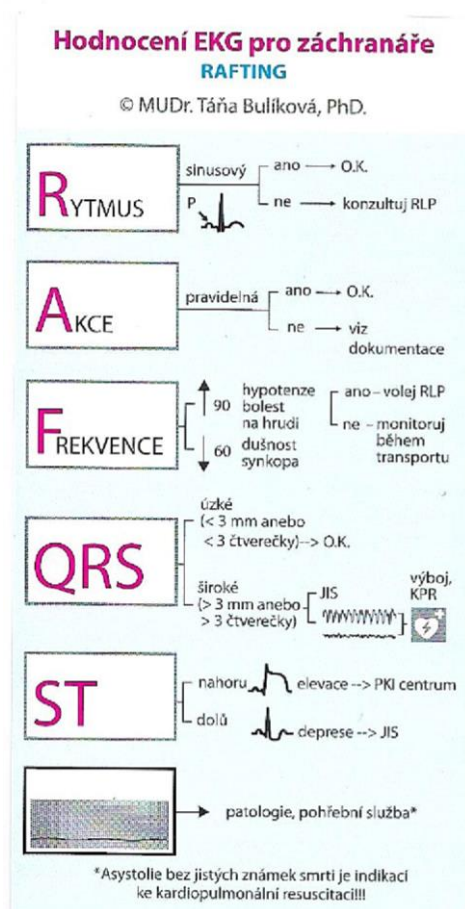 Hodnocení EKG pro záchranáře
RAFTING
© MUDr. Táňa Bulíková, PhD.
RYTMUS
sinusový
P
ano → O.K.
ne → konzultuj RLP
AKCE
pravidelná
ano → O.K.
ne → viz
dokumentace
FREKVENCE
90
60
hypotenze
bolest
na hrudi
dušnost
synkopa
ano – volej RLP
ne – monitoruj
během
transportu
QRS
úzké
(< 3 mm anebo
< 3 čtverečky)--> O.K.
široké
(> 3 mm anebo
> 3 čtverečky)
JIS
výboj,
KPR
ST
nahoru
elevace --> PKI centrum
dolů
deprese --> JIS
patologie, pohřební služba*
*Asystolie bez jistých známek smrti je indikací
ke kardiopulmonální resuscitaci!!!